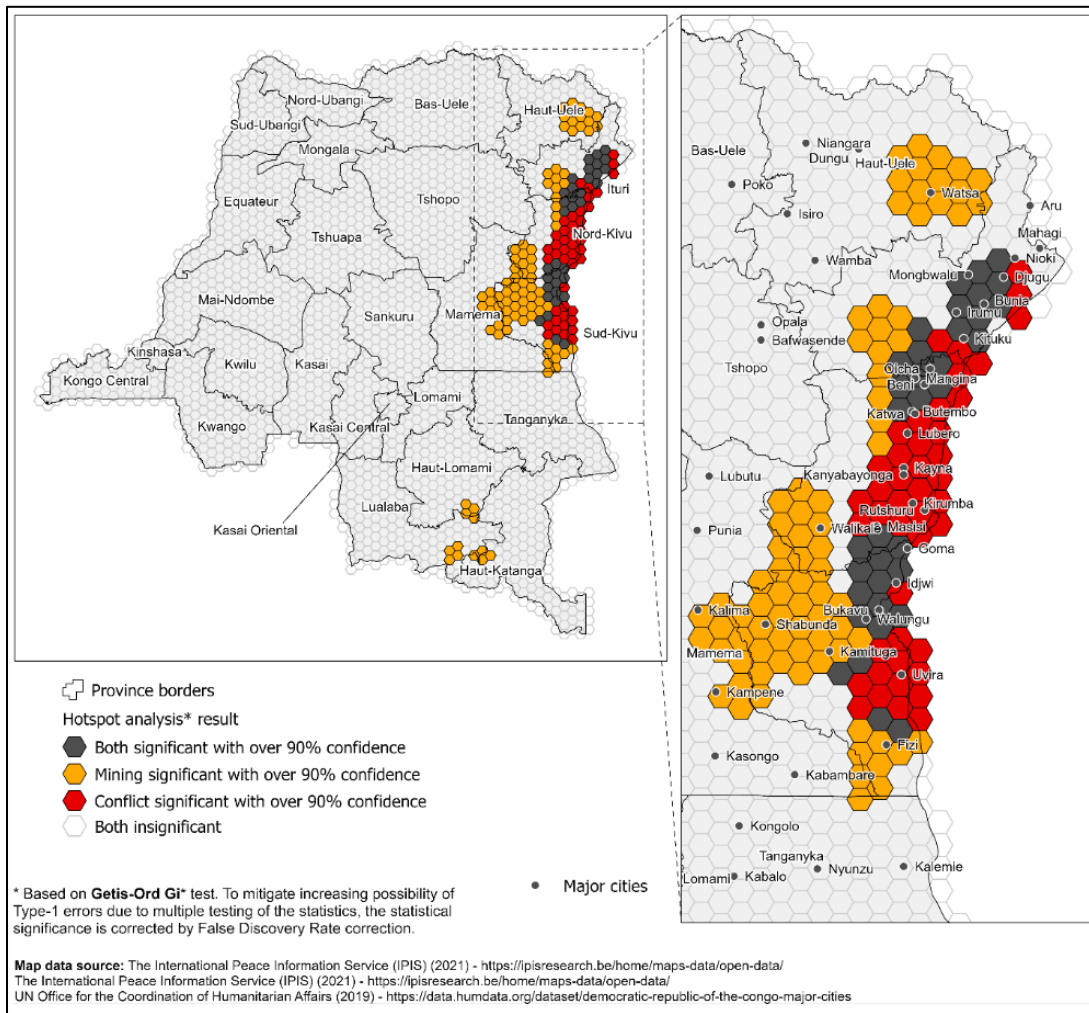 Nord-Ubangi
Sud-Ubangi
Mongala
Bas-Uele
Haut-Uele
Ituri
Equateur
Tshuapa
Tshopo
Nord-Kivu
Mai-Ndombe
Sankuru
Mamema
Sud-Kivu
Kinshasa
Kongo Central
Kwilu
Kasai
Kwango
Kasai Central
Lomami
Tanganyka
Haut-Lomami
Lualaba
Kasai Oriental
Haut-Katanga
Bas-Uele
Niangara
Dungu
Haut-Uele
Poko
Watsa
Isiro
Aru
Mahagi
Wamba
Nioki
Mongbwalu
Djugu
Bunia
Irumu
Opala
Bafwasende
Kituku
Tshopo
Oicha
Mangina
Beni
Katwa
Butembo
Lubero
Lubutu
Kanyabayonga
Kayna
Kirumba
Rutshuru
Punia
Walikale
Masisi
Goma
Idjwi
Kalima
Bukavu
Walungu
Shabunda
Mamema
Kamituga
Uvira
Kampene
Fizi
Kasongo
Kabambare
Kongolo
Tanganyka
Nyunzu
Kalemie
Lomami
Kabalo
Province borders
Hotspot analysis* result
Both significant with over 90% confidence
Mining significant with over 90% confidence
Conflict significant with over 90% confidence
Both insignificant
Major cities
* Based on Getis-Ord Gi* test. To mitigate increasing possibility of
Type-1 errors due to multiple testing of the statistics, the statistical
significance is corrected by False Discovery Rate correction.
Map data source: The International Peace Information Service (IPIS) (2021) - https://ipisresearch.be/home/maps-data/open-data/
The International Peace Information Service (IPIS) (2021) - https://ipisresearch.be/home/maps-data/open-data/
UN Office for the Coordination of Humanitarian Affairs (2019) - https://data.humdata.org/dataset/democratic-republic-of-the-congo-major-cities